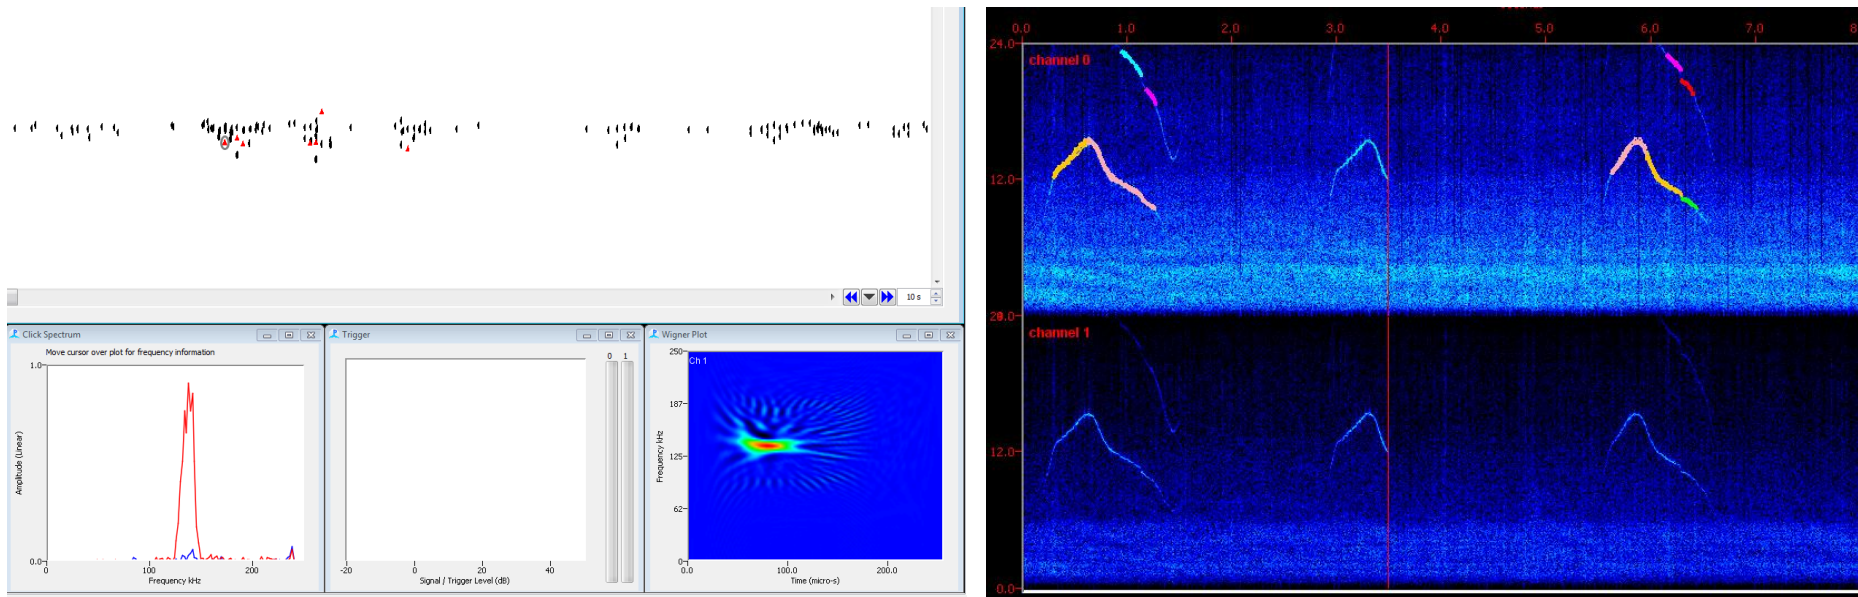 10 s
Click Spectrum
Move cursor over plot for frequency information
1.0
Amplitude (Linear)
0.0
0
100
200
Frequency kHz
Trigger
0 1
-20
0
20
40
Signal / Trigger Level (dB)
Wigner Plot
Ch 1
250
187
125
62
0
Frequency kHz
0.0
100.0
200.0
Time (micro-s)
0.0 1.0 2.0 3.0 4.0 5.0 6.0 7.0
24.0
channel 0
12.0
channel 1
12.0
0.0